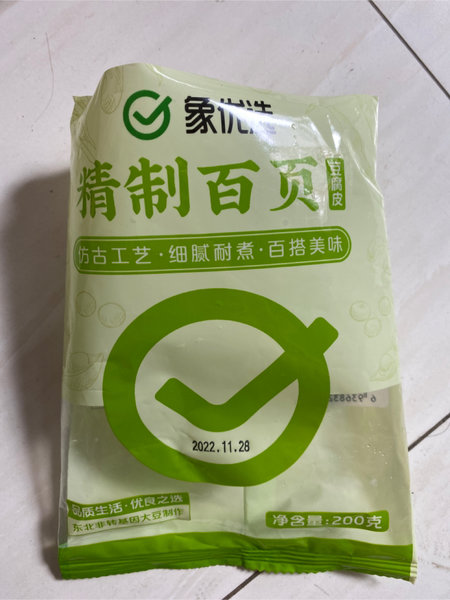 象优选
精制百页
豆腐皮
仿古工艺·细腻耐煮·百搭美味
2022.11.28
品质生活·优食之选
东北非转基因大豆制作
净含量:200克